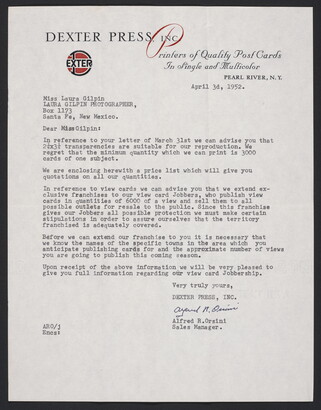 DEXTER PRESS INC.
DEXTER
Printers of Quality Post Cards
In Single and Multicolor
PEARL RIVER, N. Y.
April 3d, 1952.
Miss Laura Gilpin
LAURA GILPIN PHOTOGRAPHER,
Box 1173
Santa Fe, New Mexico.
Dear MissGilpin:
In reference to your letter of March 31st we can advise you that
2¼x3¼ transparencies are suitable for our reproduction. We
regret that the minimum quantity which we can print is 3000
cards of one subject.
We are enclosing herewith a price list which will give you
quotations on all our quantities.
In reference to view cards we can advise you that we extend ex-
clusive franchises to our view card Jobbers, who publish view
cards in quantities of 6000 of a view and sell them to all
possible outlets for resale to the public. Since this franchise
gives our Jobbers all possible protection we must make certain
stipulations in order to assure ourselves that the territory
franchised is adequately covered.
Before we can extend our franchise to you it is necessary that
we know the names of the specific towns in the area which you
anticipate publishing cards for and the approximate number of views
you are going to publish this coming season.
Upon receipt of the above information we will be very pleased to
give you full information regarding our view card Jobbership.
Very truly yours,
DEXTER PRESS, INC.
Alfred R. Orsini
Alfred R.Orsini
Sales Manager.
ARO/j
Encs: